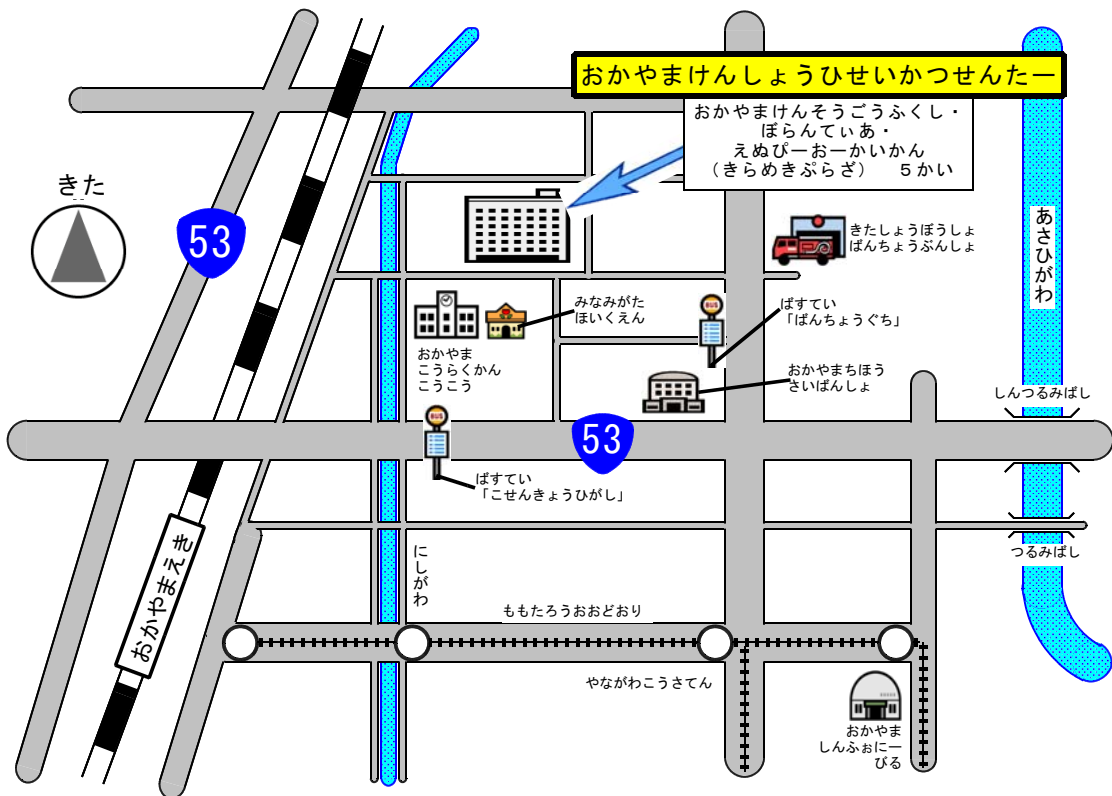 おかやまけんしょうひせいかつせんたー
おかやまけんそうごうふくし・
ぼらんてぃあ・
えぬぴーおーかいかん
（きらめきぷらざ）　５かい
きた
53
あさひがわ
きたしょうぼうしょ
ばんちょうぶんしょ
みなみがた
ほいくえん
BUS
ばすてい
「ばんちょうぐち」
おかやま
こうらくかん
こうこう
おかやまちほう
さいばんしょ
しんつるみばし
BUS
53
ばすてい
「こせんきょうひがし」
おかやまえき
にしがわ
つるみばし
ももたろうおおどおり
やながわこうさてん
おかやま
しんふぉにー
びる